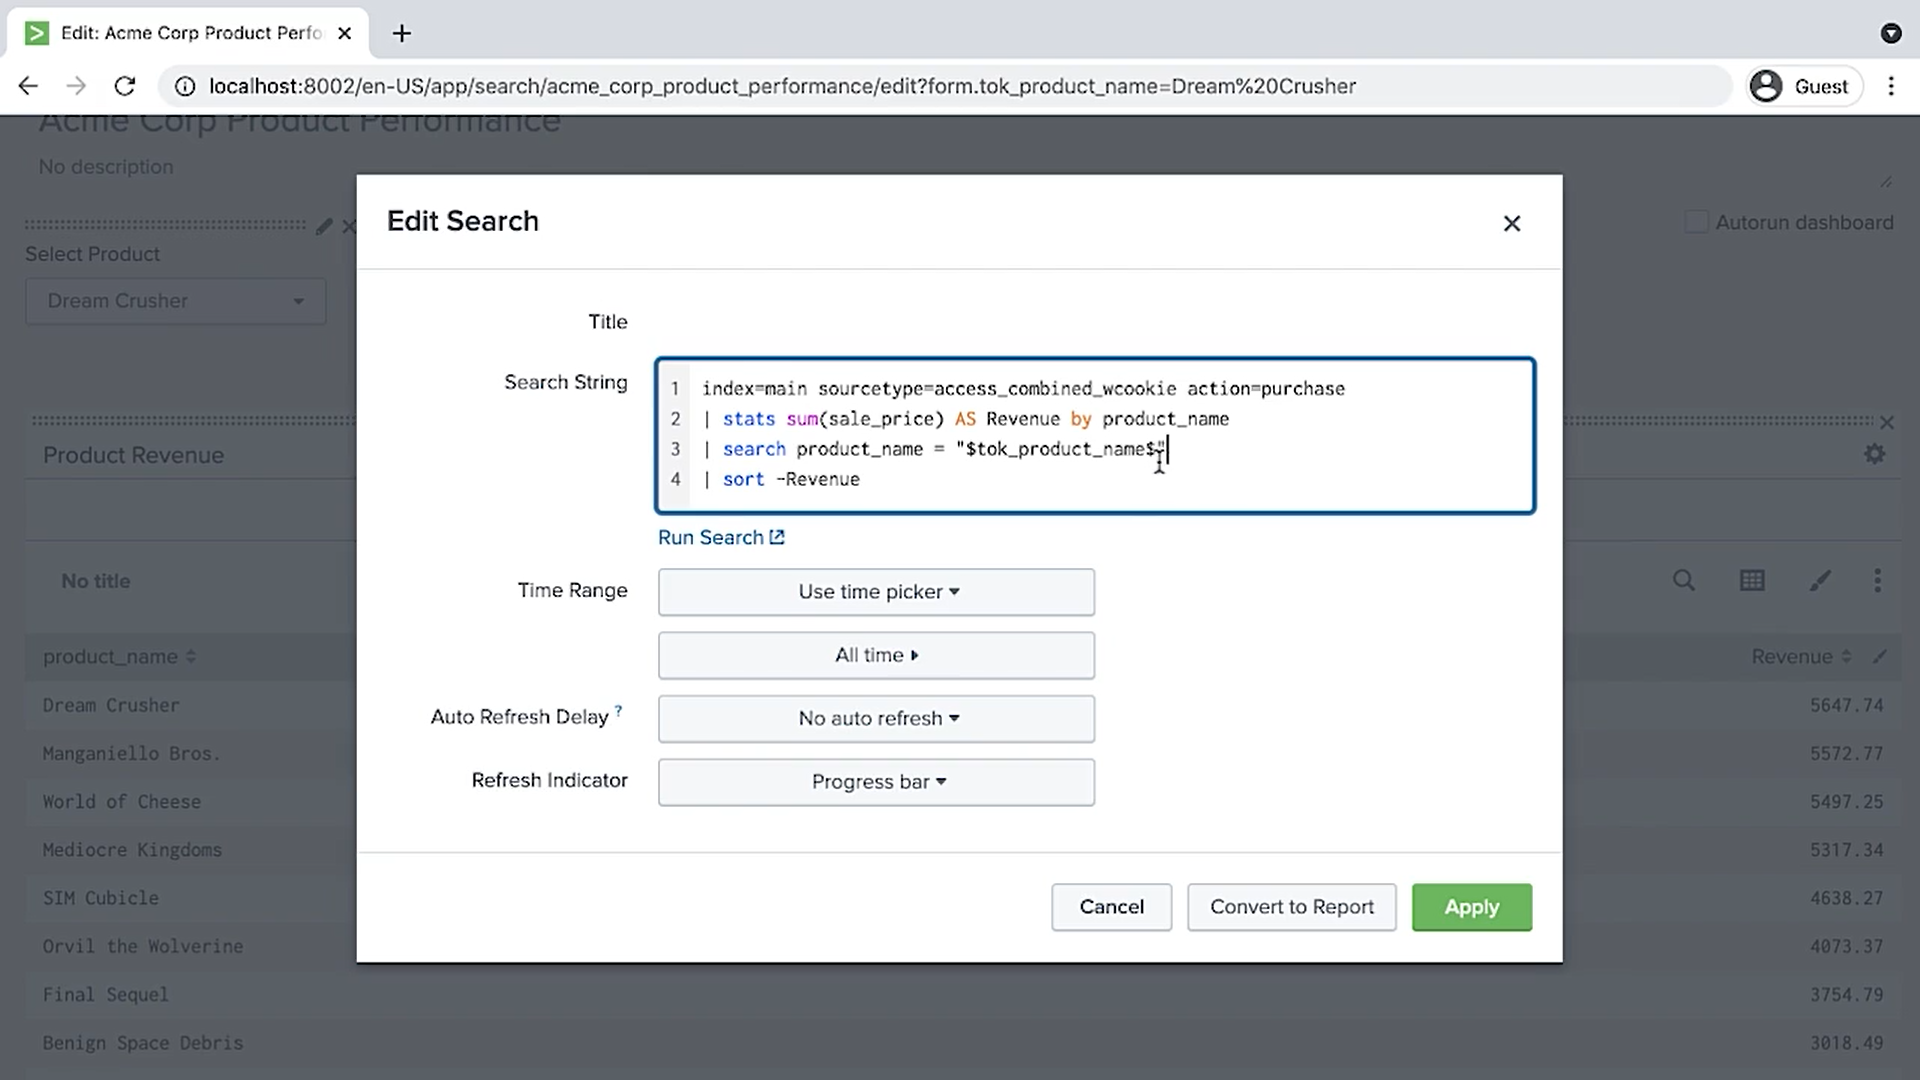 Edit: Acme Corp Product Perfo
localhost:8002/en-US/app/search/acme_corp_product_performance/edit?form.tok_product_name=Dream%20Crusher
Guest
Acme Corp Product Performance
No description
Autorun dashboard
Select Product
Dream Crusher
Product Revenue
No title
product_name
Revenue
Dream Crusher
5647.74
Manganiello Bros.
5572.77
World of Cheese
5497.25
Mediocre Kingdoms
5317.34
SIM Cubicle
4638.27
Orvil the Wolverine
4073.37
Final Sequel
3754.79
Benign Space Debris
3018.49
Edit Search
Title
Search String
1 index=main sourcetype=access_combined_wcookie action=purchase
2 | stats sum(sale_price) AS Revenue by product_name
3 | search product_name = "$tok_product_name$"
4 | sort -Revenue
Run Search
Time Range
Use time picker
All time
Auto Refresh Delay ?
No auto refresh
Refresh Indicator
Progress bar
Cancel
Convert to Report
Apply